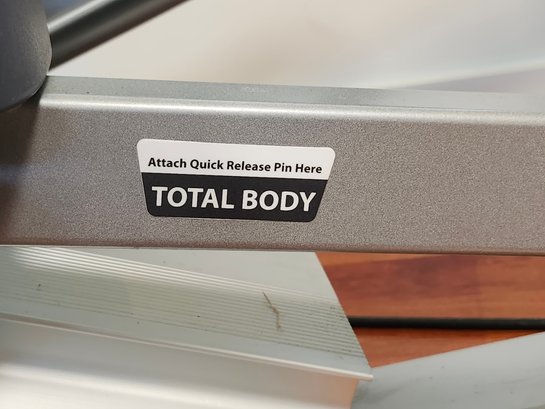 Attach Quick Release Pin Here
TOTAL BODY